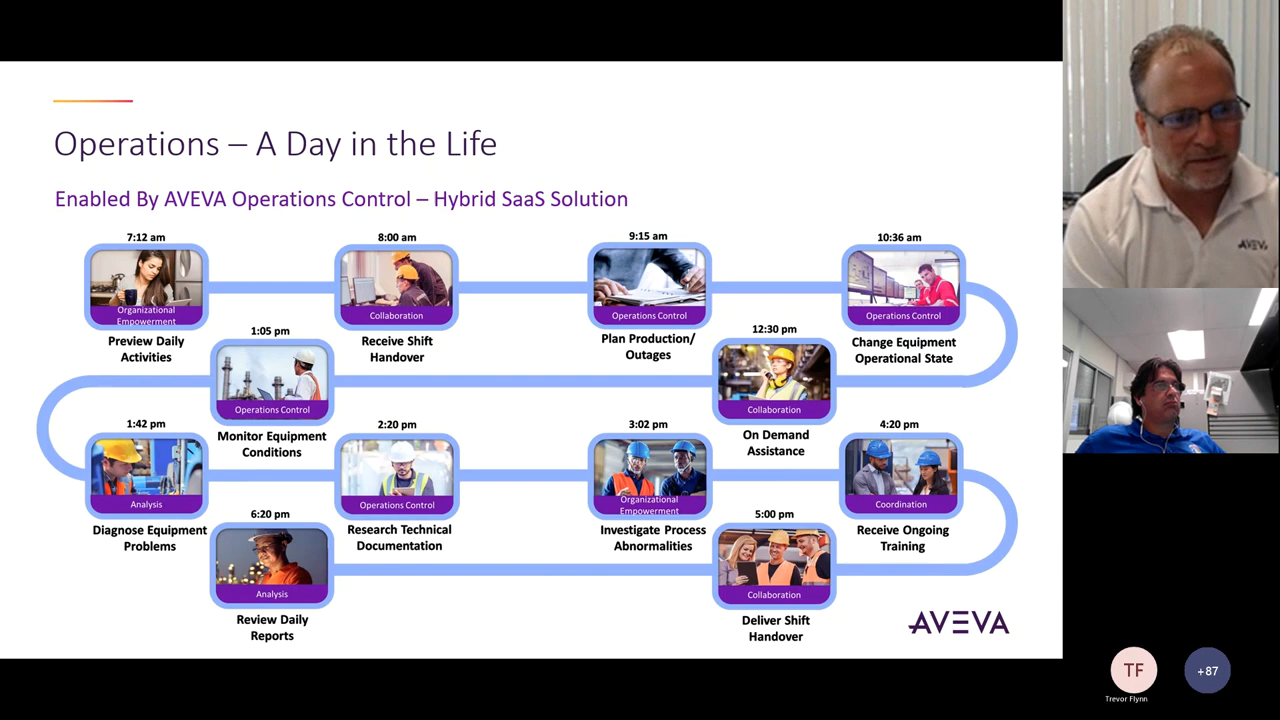 Operations – A Day in the Life
Enabled By AVEVA Operations Control – Hybrid SaaS Solution
7:12 am
Organizational
Empowerment
Preview Daily
Activities
8:00 am
Collaboration
Receive Shift
Handover
9:15 am
Operations Control
Plan Production/
Outages
10:36 am
Operations Control
Change Equipment
Operational State
12:30 pm
Collaboration
On Demand
Assistance
1:05 pm
Operations Control
Monitor Equipment
Conditions
1:42 pm
Analysis
Diagnose Equipment
Problems
2:20 pm
Operations Control
Research Technical
Documentation
3:02 pm
Organizational
Empowerment
Investigate Process
Abnormalities
4:20 pm
Coordination
Receive Ongoing
Training
5:00 pm
Collaboration
Deliver Shift
Handover
6:20 pm
Analysis
Review Daily
Reports
AVEVA
AVEVA
TF
Trevor Flynn
+87